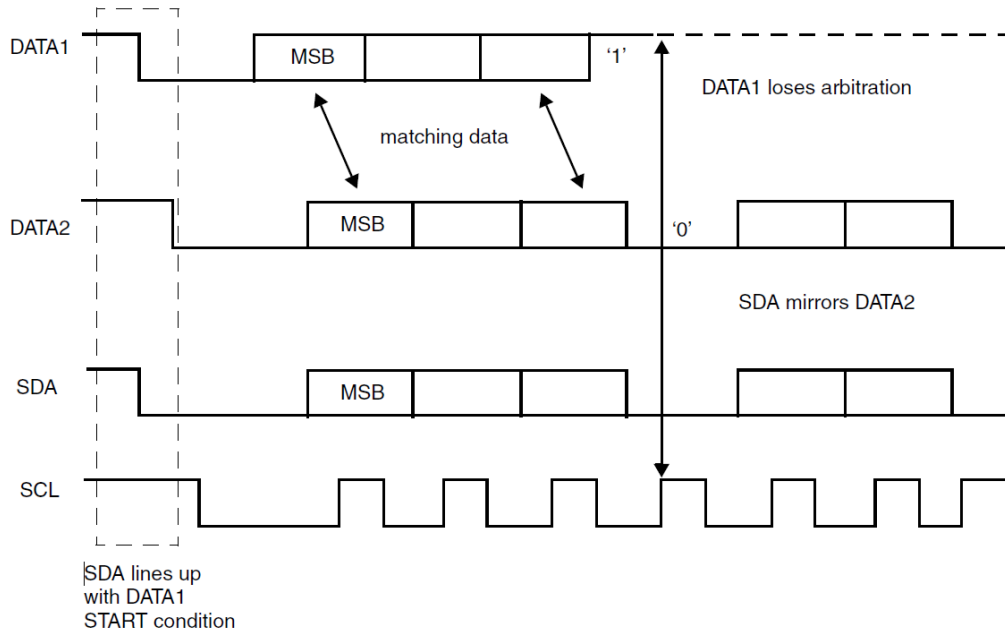 DATA1
MSB
'1'
DATA1 loses arbitration
matching data
DATA2
MSB
'0'
SDA mirrors DATA2
SDA
MSB
SCL
SDA lines up
with DATA1
START condition